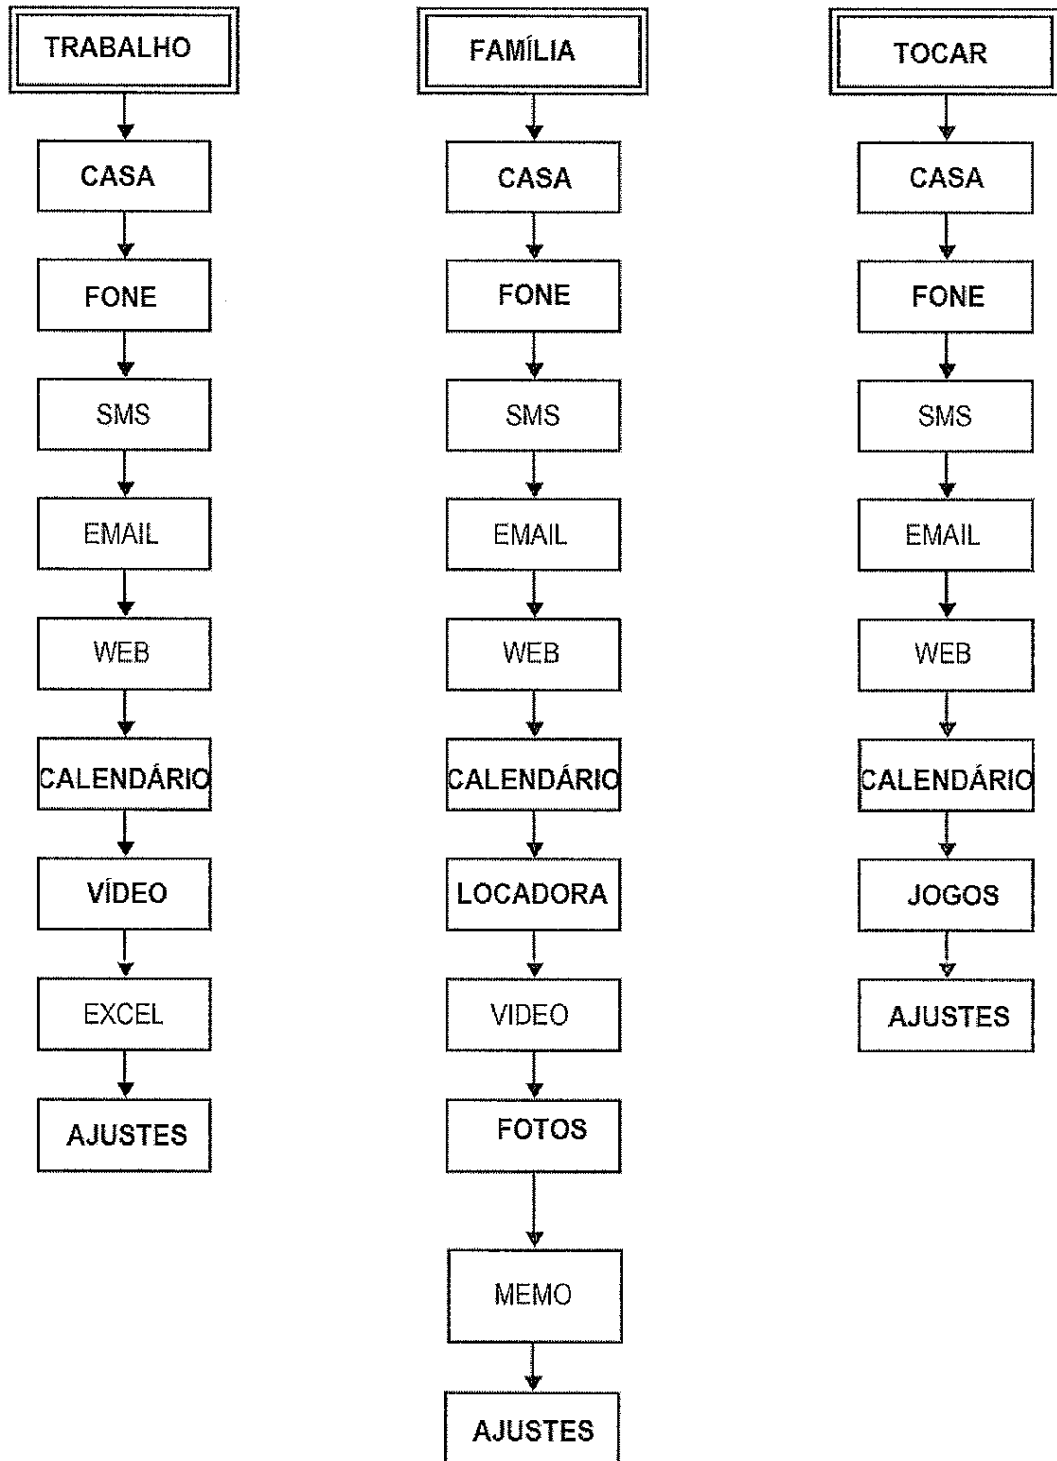 TRABALHO
CASA
FONE
SMS
EMAIL
WEB
CALENDÁRIO
VÍDEO
EXCEL
AJUSTES
FAMÍLIA
CASA
FONE
SMS
EMAIL
WEB
CALENDÁRIO
LOCADORA
VIDEO
FOTOS
MEMO
AJUSTES
TOCAR
CASA
FONE
SMS
EMAIL
WEB
CALENDÁRIO
JOGOS
AJUSTES